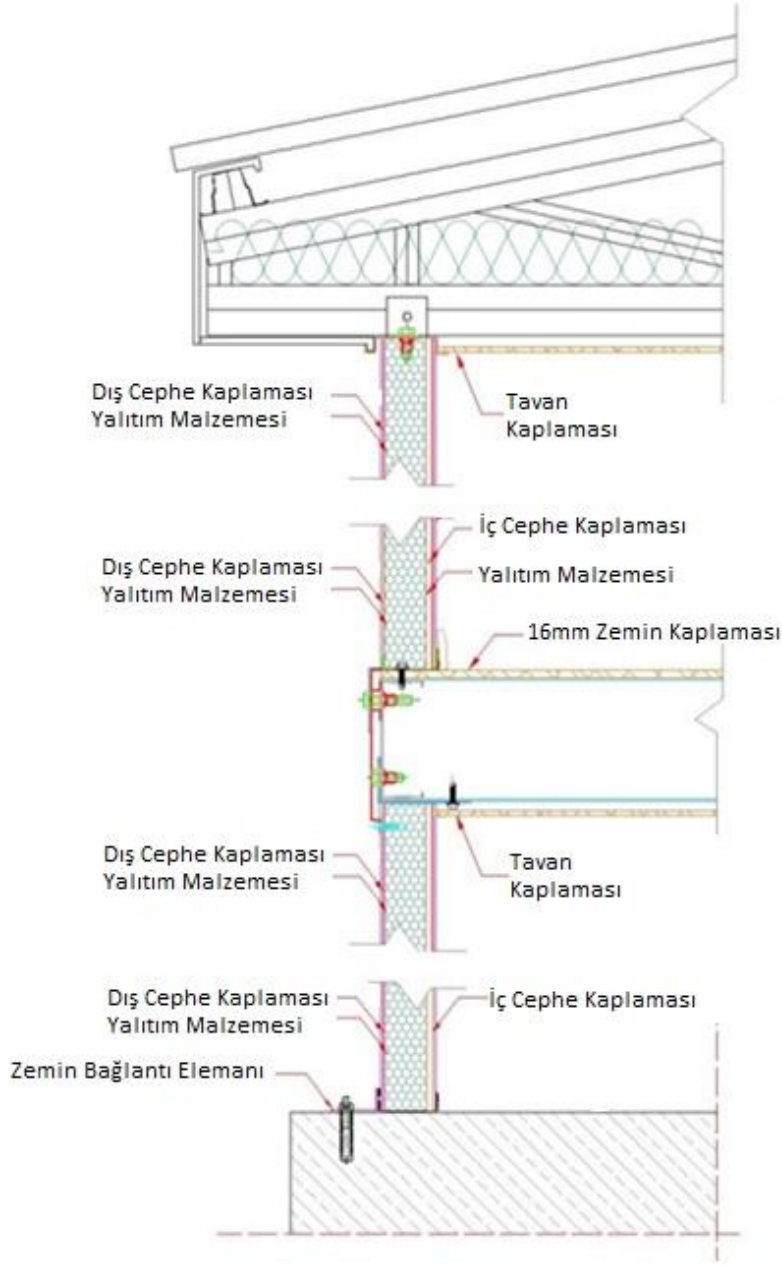 Dış Cephe Kaplaması
Yalıtım Malzemesi
Tavan
Kaplaması
İç Cephe Kaplaması
Dış Cephe Kaplaması
Yalıtım Malzemesi
Yalıtım Malzemesi
16mm Zemin Kaplaması
Dış Cephe Kaplaması
Yalıtım Malzemesi
Tavan
Kaplaması
Dış Cephe Kaplaması
Yalıtım Malzemesi
İç Cephe Kaplaması
Zemin Bağlantı Elemanı